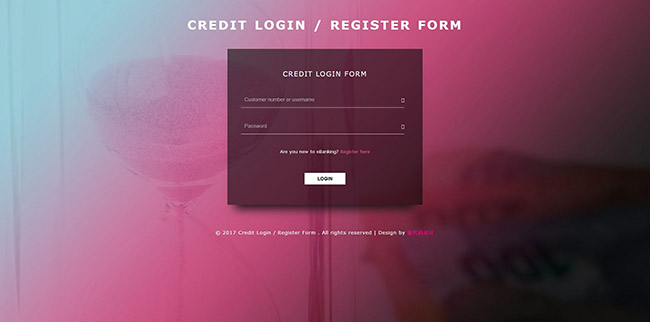 CREDIT LOGIN / REGISTER FORM
CREDIT LOGIN FORM
Customer number or username
Password
Are you new to eBanking? Register here
LOGIN
© 2017 Credit Login / Register Form . All rights reserved | Design by